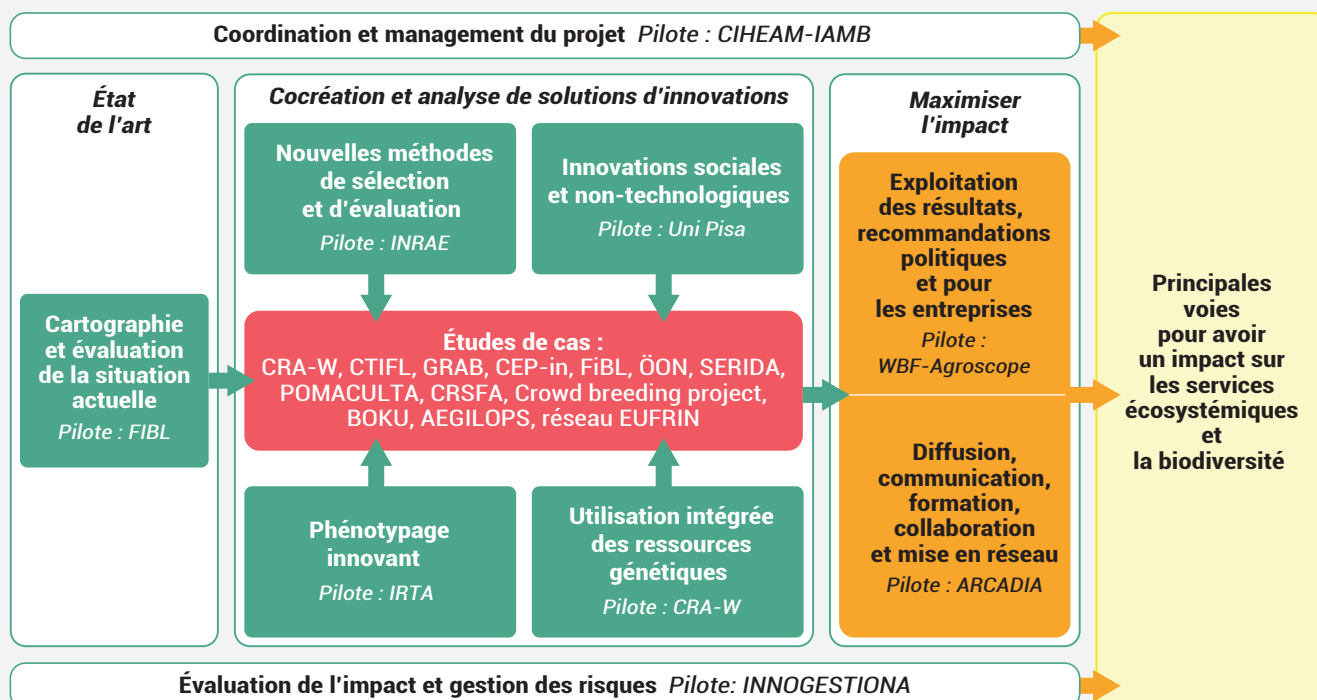 Coordination et management du projet Pilote : CIHEAM-IAMB
État
de l'art
Cartographie
et évaluation
de la situation
actuelle
Pilote : FIBL
Cocréation et analyse de solutions d'innovations
Nouvelles méthodes
de sélection
et d'évaluation
Pilote : INRAE
Innovations sociales
et non-technologiques
Pilote : Uni Pisa
Études de cas :
CRA-W, CTIFL, GRAB, CEP-in, FiBL, ÖON, SERIDA,
POMACULTA, CRSFA, Crowd breeding project,
BOKU, AEGILOPS, réseau EUFRIN
Phénotypage
innovant
Pilote : IRTA
Utilisation intégrée
des ressources
génétiques
Pilote : CRA-W
Maximiser
l'impact
Exploitation
des résultats,
recommandations
politiques
et pour
les entreprises
Pilote :
WBF-Agroscope
Diffusion,
communication,
formation,
collaboration
et mise en réseau
Pilote : ARCADIA
Principales
voies
pour avoir
un impact sur
les services
écosystémiques
et
la biodiversité
Évaluation de l'impact et gestion des risques Pilote: INNOGESTIONA